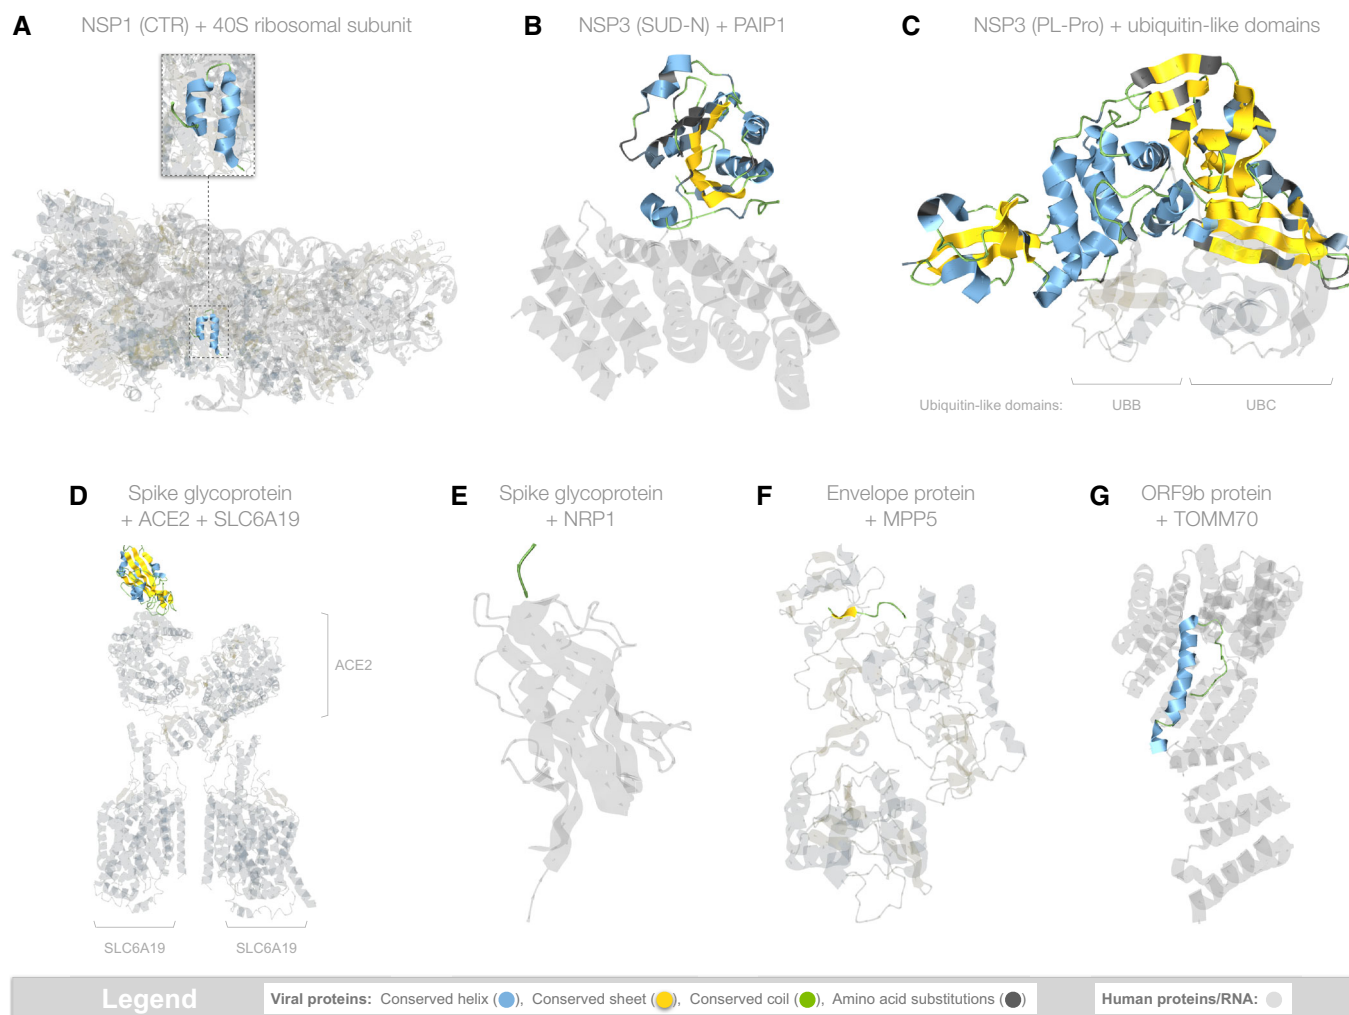 A NSP1 (CTR) + 40S ribosomal subunit
B NSP3 (SUD-N) + PAIP1
C NSP3 (PL-Pro) + ubiquitin-like domains
Ubiquitin-like domains: UBB UBC
D Spike glycoprotein
+ ACE2 + SLC6A19
E Spike glycoprotein
+ NRP1
F Envelope protein
+ MPP5
G ORF9b protein
+ TOMM70
ACE2
SLC6A19 SLC6A19
Legend Viral proteins: Conserved helix ( ), Conserved sheet ( ), Conserved coil ( ), Amino acid substitutions ( ) Human proteins/RNA: